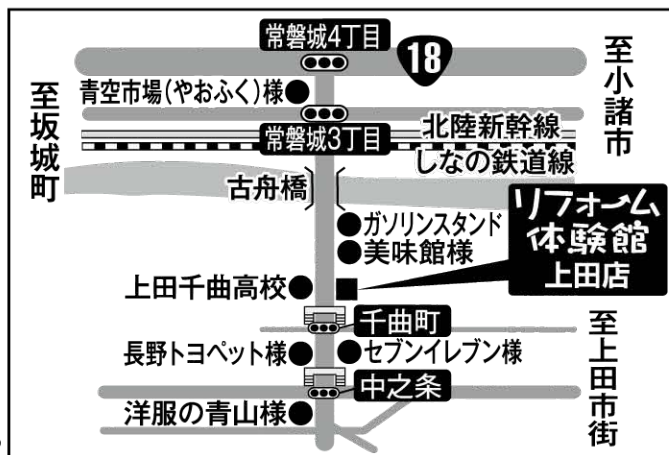 常磐城4丁目
18
至小諸市
青空市場(やおふく)様
至坂城町
常磐城3丁目
北陸新幹線
しなの鉄道線
古舟橋
リフォーム
体験館
上田店
ガソリンスタンド
美味館様
上田千曲高校
千曲町
至上田市街
長野トヨペット様
セブンイレブン様
中之条
洋服の青山様